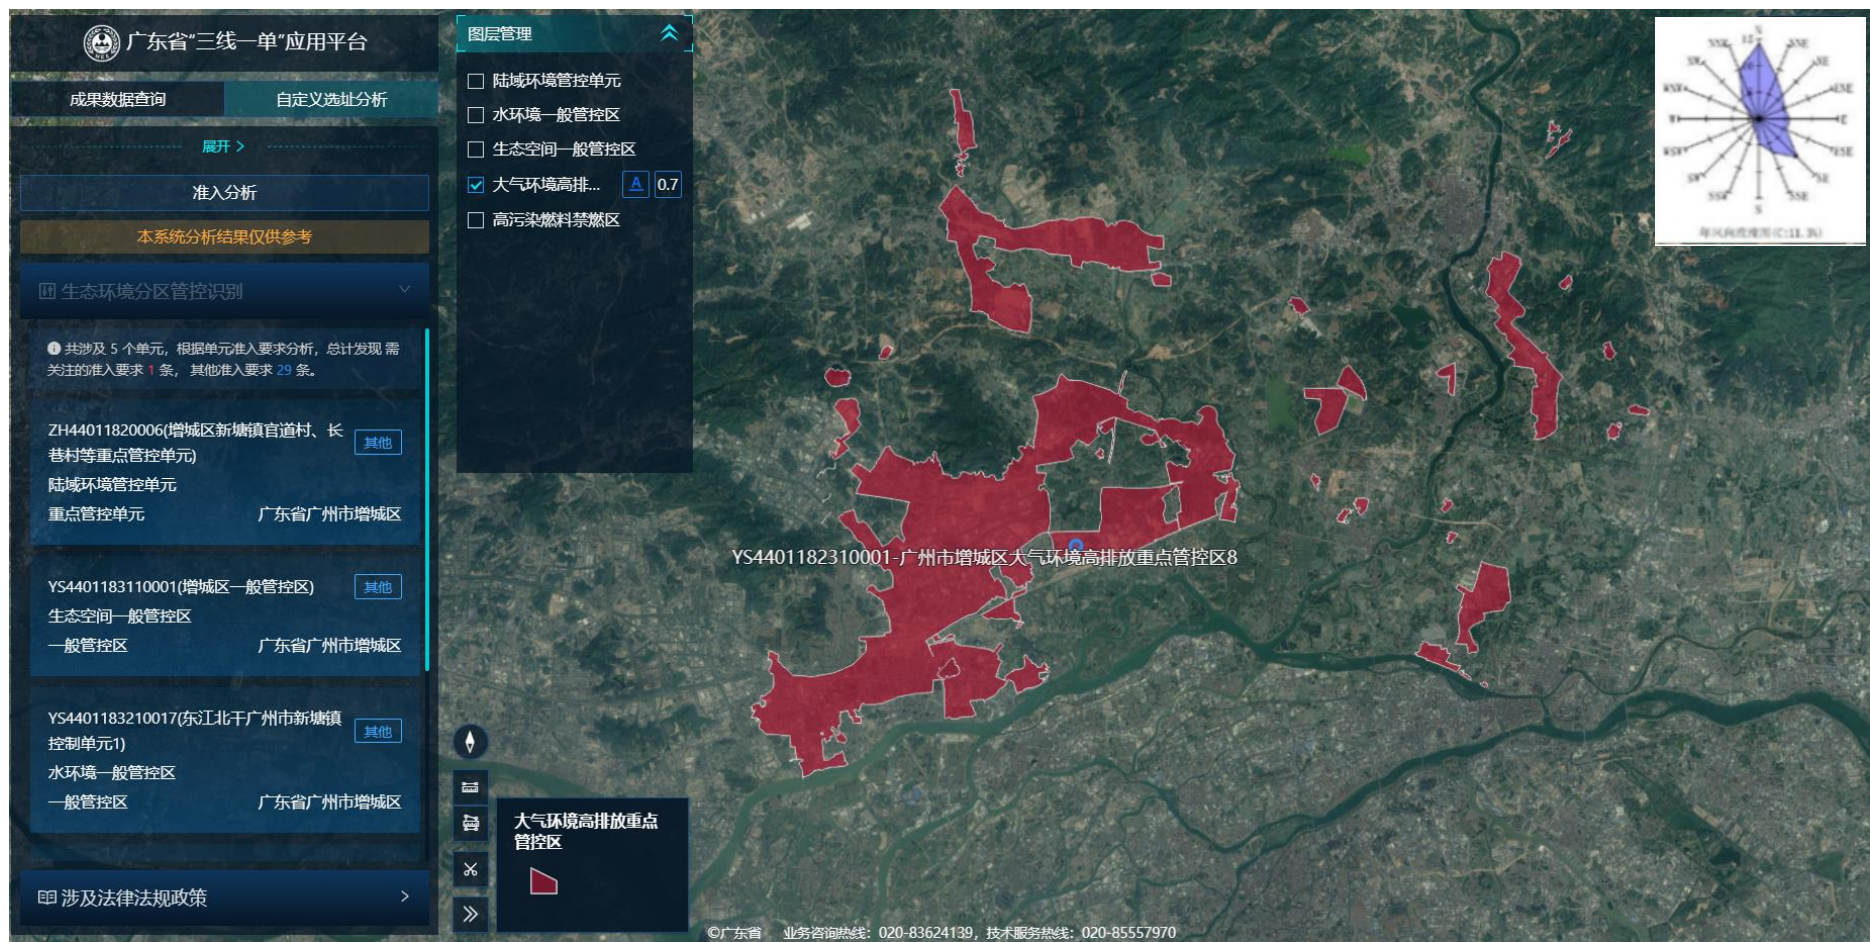 广东省“三线一单”应用平台
成果数据查询
自定义选址分析
展开 >
准入分析
本系统分析结果仅供参考
生态环境分区管控识别
共涉及 5 个单元，根据单元准入要求分析，总计发现 需
关注的准入要求 1 条， 其他准入要求 29 条。
ZH44011820006(增城区新塘镇官道村、长
巷村等重点管控单元)
其他
陆域环境管控单元
重点管控单元
广东省广州市增城区
YS4401183110001(增城区一般管控区)
其他
生态空间一般管控区
一般管控区
广东省广州市增城区
YS4401183210017(东江北干广州市新塘镇
控制单元1)
其他
水环境一般管控区
一般管控区
广东省广州市增城区
涉及法律法规政策
图层管理
陆域环境管控单元
水环境一般管控区
生态空间一般管控区
大气环境高排...
A
0.7
高污染燃料禁燃区
YS4401182310001-广州市增城区大气环境高排放重点管控区8
大气环境高排放重点
管控区
©广东省
业务咨询热线：020-83624139，技术服务热线：020-85557970
N
NNE
NE
ENE
E
ESE
SE
SSE
S
SSW
SW
WSW
W
WNW
NW
NNW